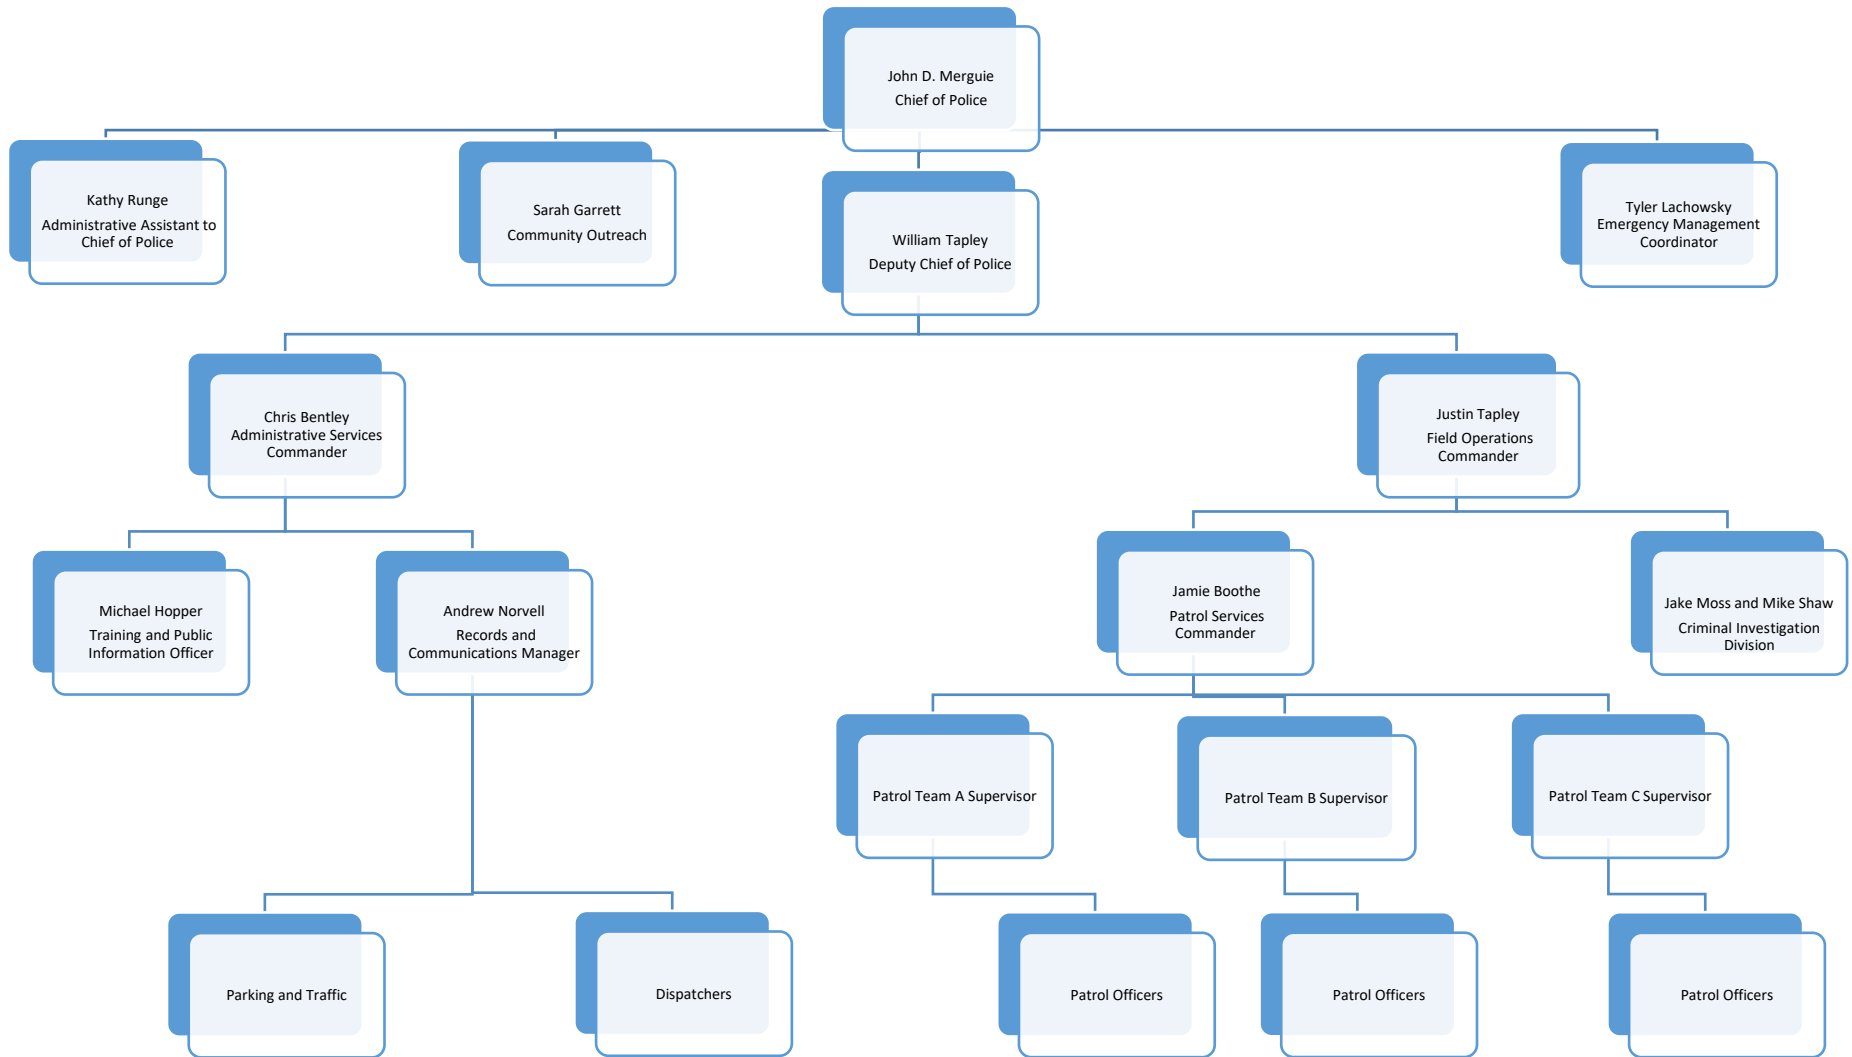 John D. Merguie
Chief of Police
Kathy Runge
Administrative Assistant to
Chief of Police
Sarah Garrett
Community Outreach
William Tapley
Deputy Chief of Police
Tyler Lachowsky
Emergency Management
Coordinator
Chris Bentley
Administrative Services
Commander
Justin Tapley
Field Operations
Commander
Michael Hopper
Training and Public
Information Officer
Andrew Norvell
Records and
Communications Manager
Jamie Boothe
Patrol Services
Commander
Jake Moss and Mike Shaw
Criminal Investigation
Division
Patrol Team A Supervisor
Patrol Team B Supervisor
Patrol Team C Supervisor
Parking and Traffic
Dispatchers
Patrol Officers
Patrol Officers
Patrol Officers